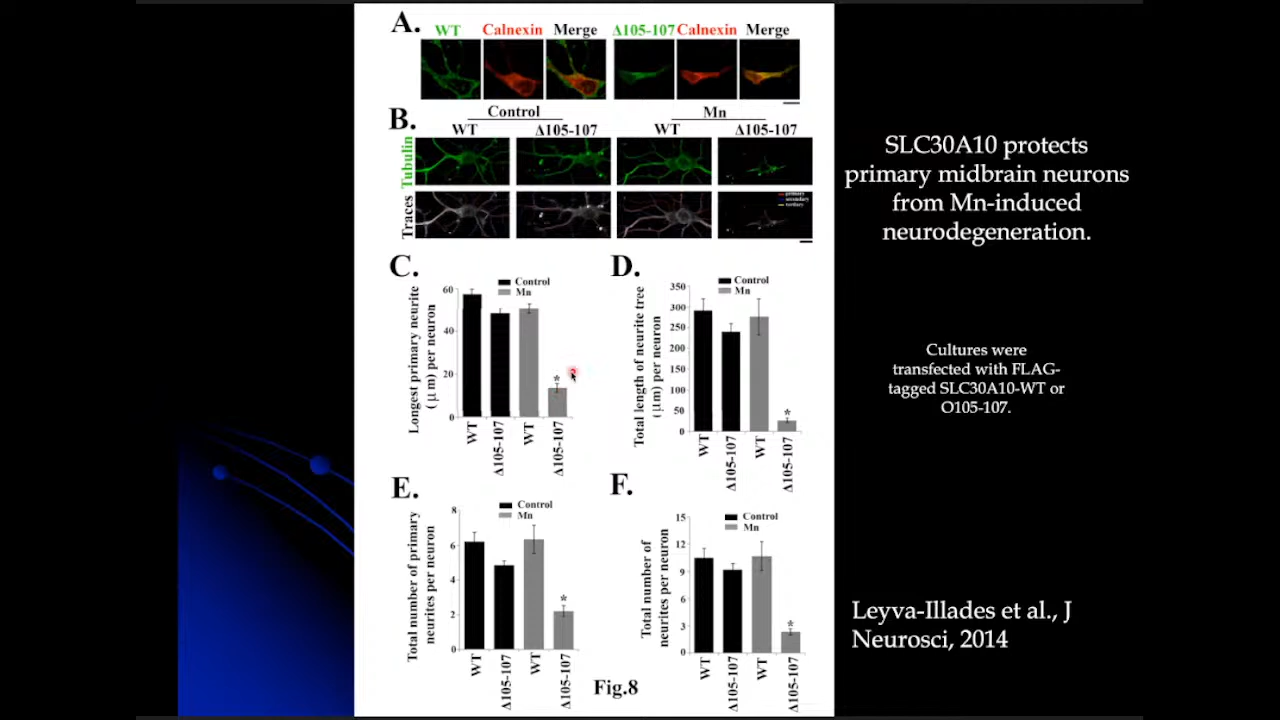 A.
WT Calnexin Merge Δ105-107 Calnexin Merge
B.
Control Mn
WT Δ105-107 WT Δ105-107
Tubulin
Traces
primary
secondary
tertiary
C.
Control
Mn
Longest primary neurite
(μm) per neuron
60
40
20
0
*
WT Δ105-107 WT Δ105-107
D.
Control
Mn
Total length of neurite tree
(μm) per neuron
350
300
250
200
150
100
50
0
*
WT Δ105-107 WT Δ105-107
E.
Control
Mn
Total number of primary
neurites per neuron
8
6
4
2
0
*
WT Δ105-107 WT Δ105-107
F.
Control
Mn
Total number of
neurites per neuron
15
12
9
6
3
0
*
WT Δ105-107 WT Δ105-107
Fig.8
SLC30A10 protects
primary midbrain neurons
from Mn-induced
neurodegeneration.
Cultures were
transfected with FLAG-
tagged SLC30A10-WT or
O105-107.
Leyva-Illades et al., J
Neurosci, 2014